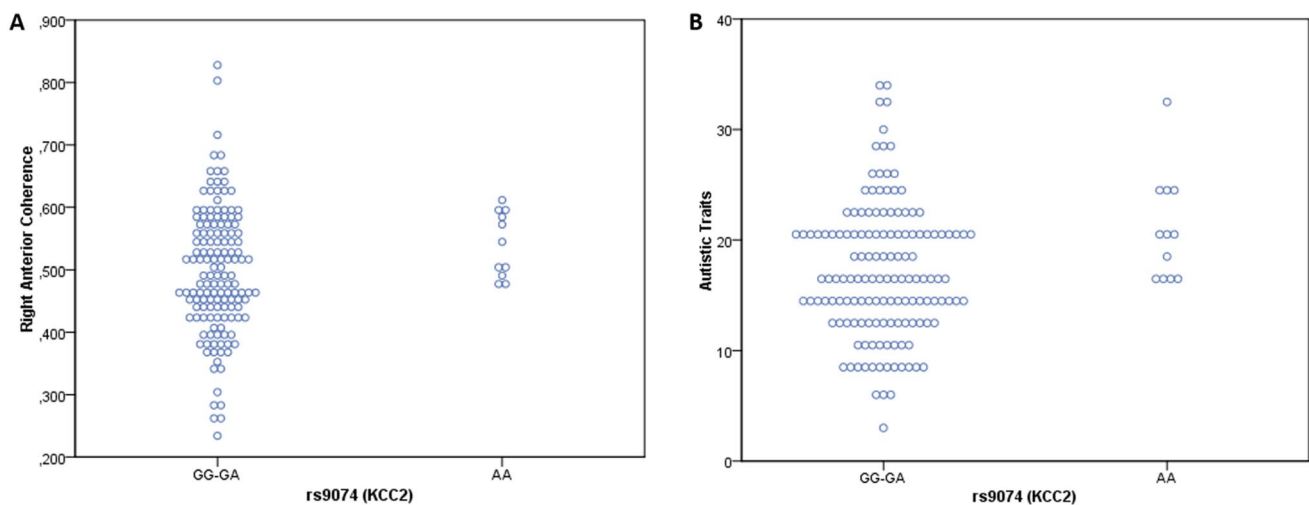 A
,900
,800
,700
,600
,500
,400
,300
,200
Right Anterior Coherence
GG-GA
AA
rs9074 (KCC2)
B
40
30
20
10
0
Autistic Traits
GG-GA
AA
rs9074 (KCC2)